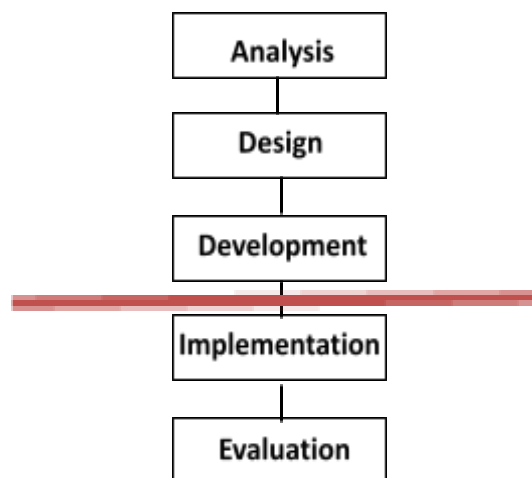 Analysis
Design
Development
Implementation
Evaluation